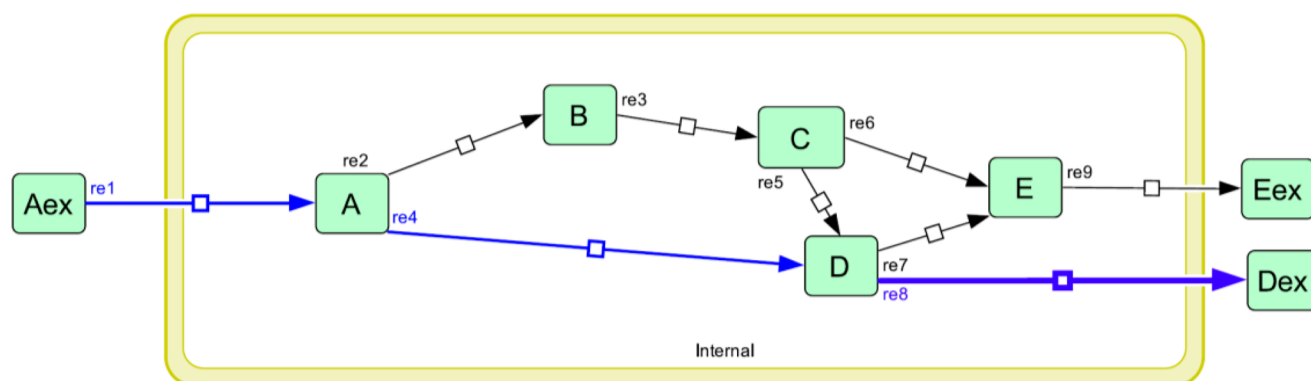 B
re3
C
re6
re2
re5
E
re9
Aex
re1
A
re4
Eex
D
re7
re8
Dex
Internal